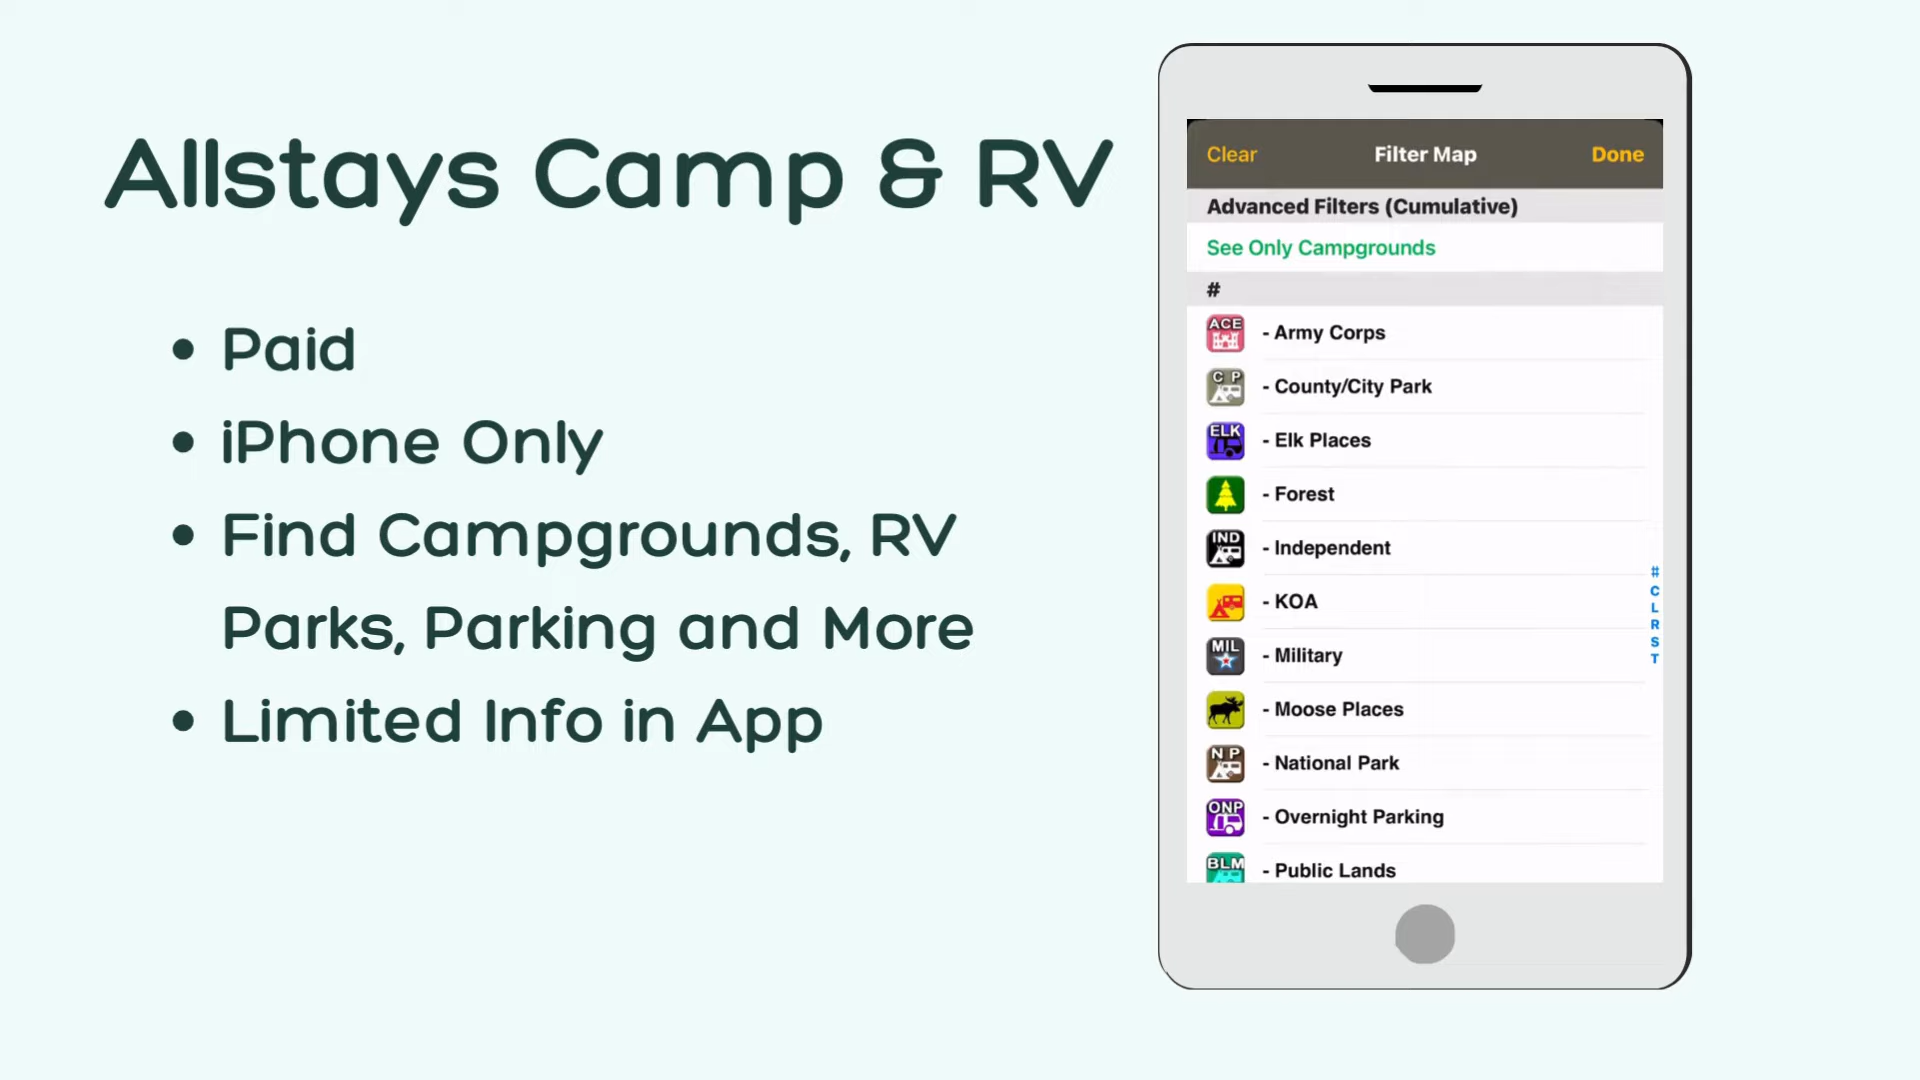 Allstays Camp & RV
• Paid
• iPhone Only
• Find Campgrounds, RV
Parks, Parking and More
• Limited Info in App
Clear Filter Map Done
Advanced Filters (Cumulative)
See Only Campgrounds
#
ACE - Army Corps
C P - County/City Park
ELK - Elk Places
- Forest
IND - Independent
- KOA
MIL - Military
- Moose Places
N P - National Park
ONP - Overnight Parking
BLM - Public Lands
#
C
L
R
S
T